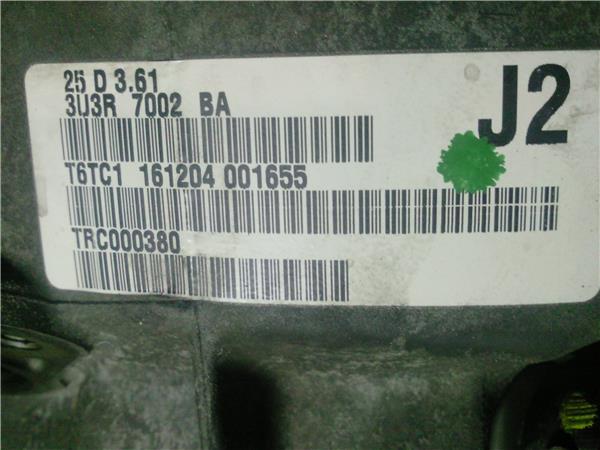 25 D 3.61
3U3R 7002 BA
J2
T6TC1 161204 001655
TRC000380